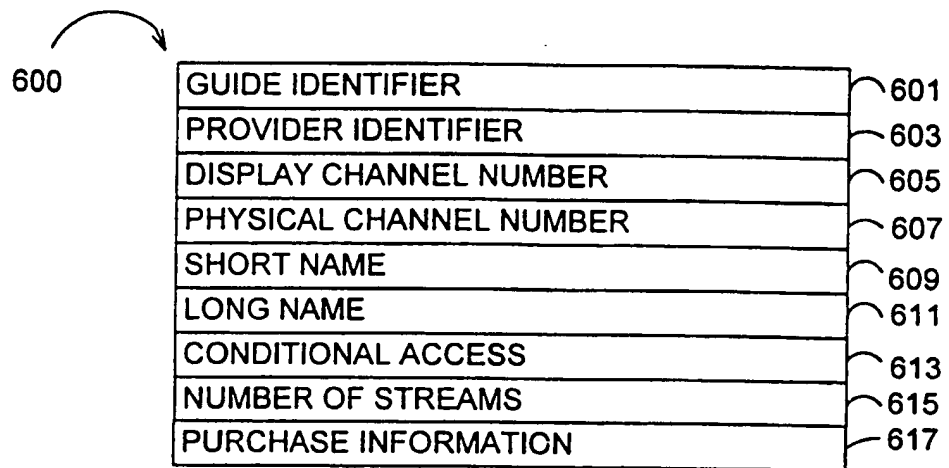 600
GUIDE IDENTIFIER 601
PROVIDER IDENTIFIER 603
DISPLAY CHANNEL NUMBER 605
PHYSICAL CHANNEL NUMBER 607
SHORT NAME 609
LONG NAME 611
CONDITIONAL ACCESS 613
NUMBER OF STREAMS 615
PURCHASE INFORMATION 617